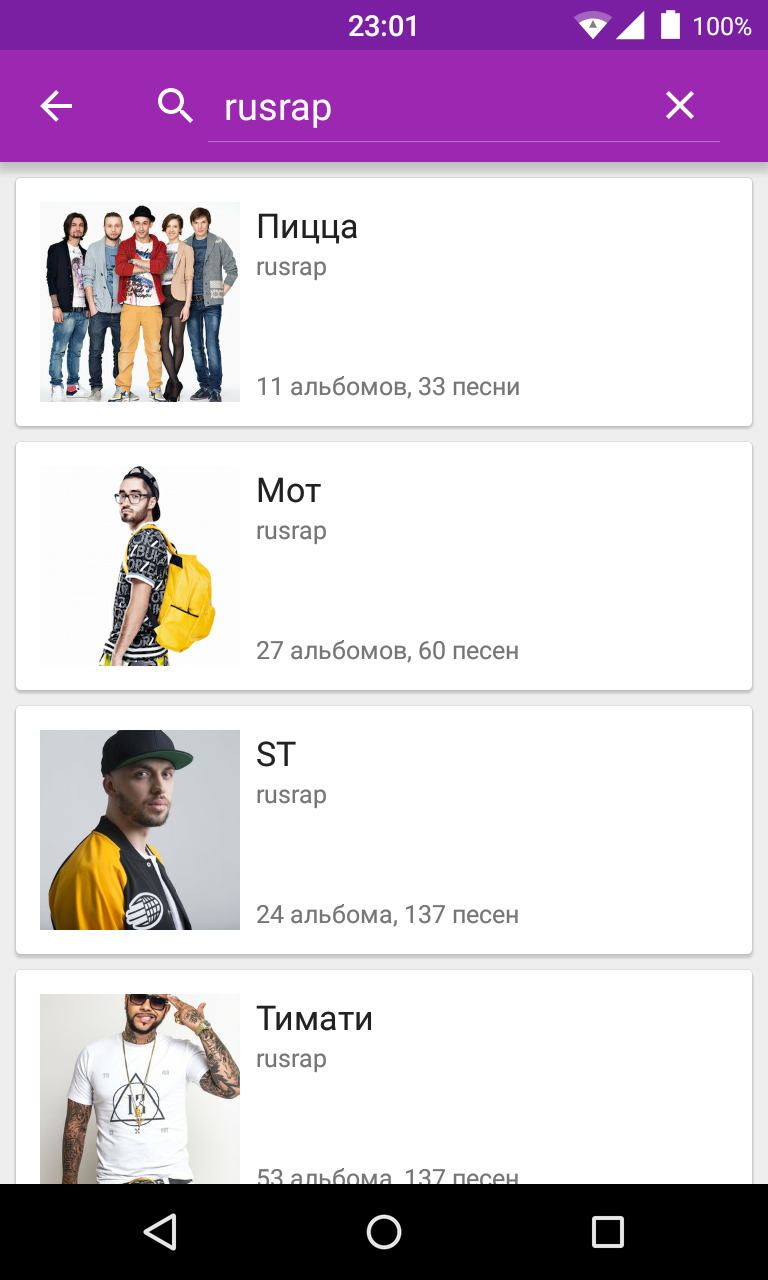 23:01 100%
rusrap
Пицца
rusrap
11 альбомов, 33 песни
Мот
rusrap
27 альбомов, 60 песен
ST
rusrap
24 альбома, 137 песен
Тимати
rusrap
13
53 альбома, 137 песен